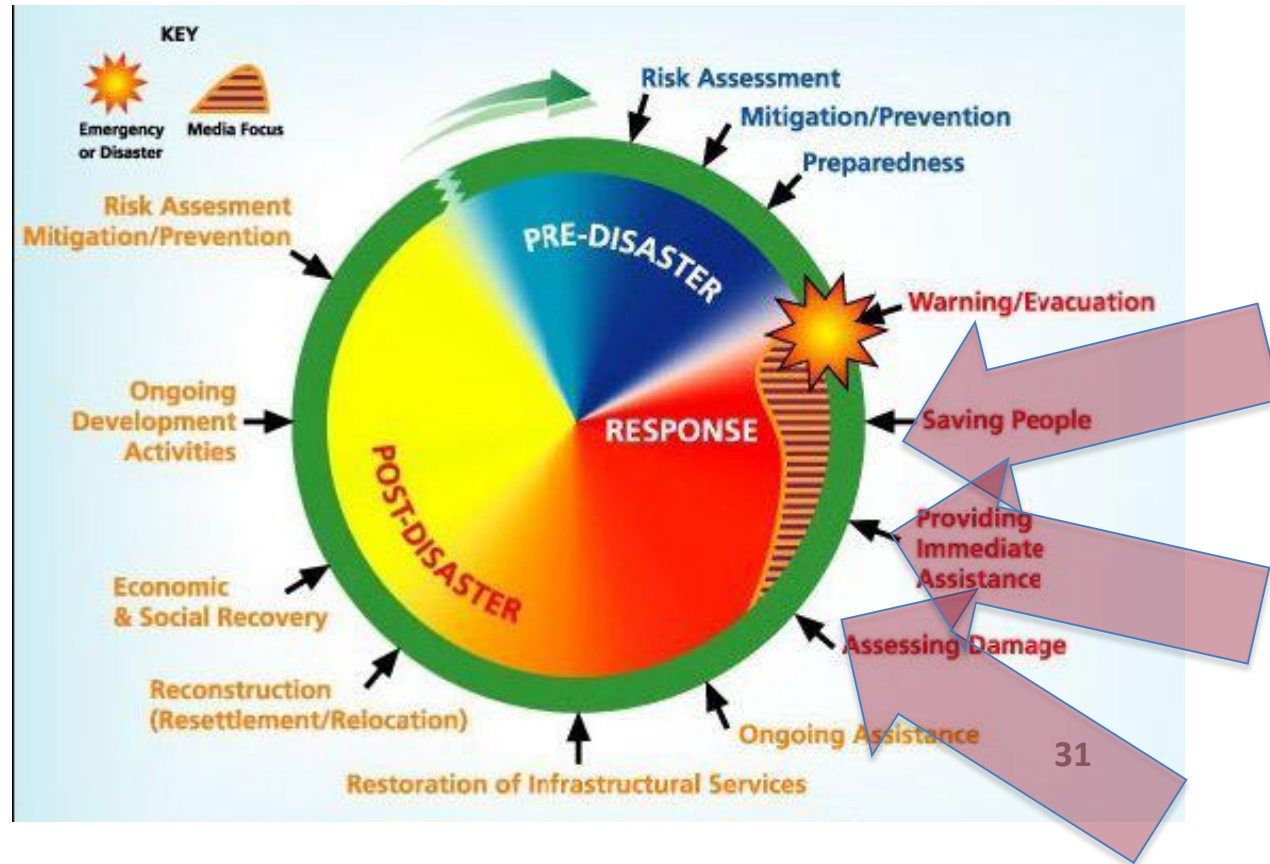 KEY
Emergency
or Disaster
Media Focus
Risk Assessment
Mitigation/Prevention
Preparedness
Warning/Evacuation
Saving People
Providing
Immediate
Assistance
Assessing Damage
Ongoing Assistance
Restoration of Infrastructural Services
Reconstruction
(Resettlement/Relocation)
Economic
& Social Recovery
Ongoing
Development
Activities
Risk Assesment
Mitigation/Prevention
PRE-DISASTER
RESPONSE
POST-DISASTER
31